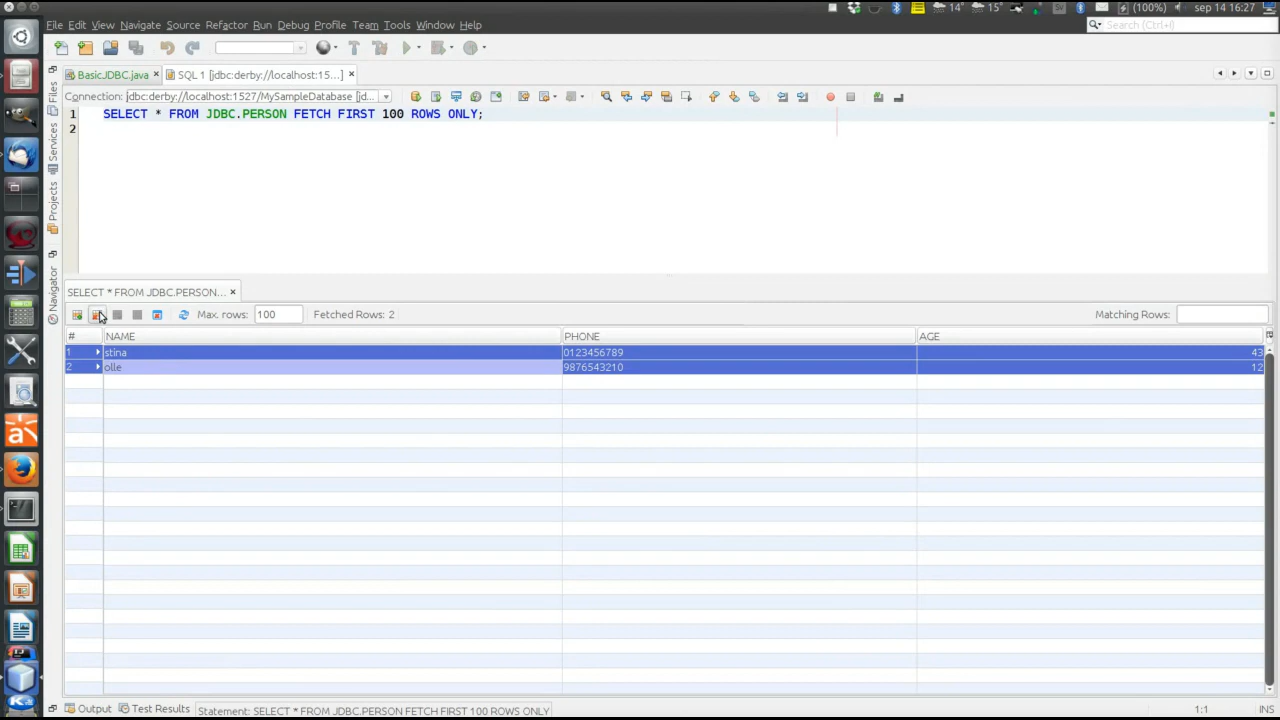 14° 15° (100%) sep 14 16:27
File Edit View Navigate Source Refactor Run Debug Profile Team Tools Window Help
Search (Ctrl+I)
BasicJDBC.java × SQL 1 [jdbc:derby://localhost:15...] ×
Connection: jdbc:derby://localhost:1527/MySampleDatabase [jd...
1 SELECT * FROM JDBC.PERSON FETCH FIRST 100 ROWS ONLY;
2
Files
Services
Projects
Navigator
SELECT * FROM JDBC.PERSON... ×
Max. rows: 100 Fetched Rows: 2 Matching Rows:
# NAME PHONE AGE
1 stina 0123456789 43
2 olle 9876543210 12
Output Test Results Statement: SELECT * FROM JDBC.PERSON FETCH FIRST 100 ROWS ONLY 1:1 INS